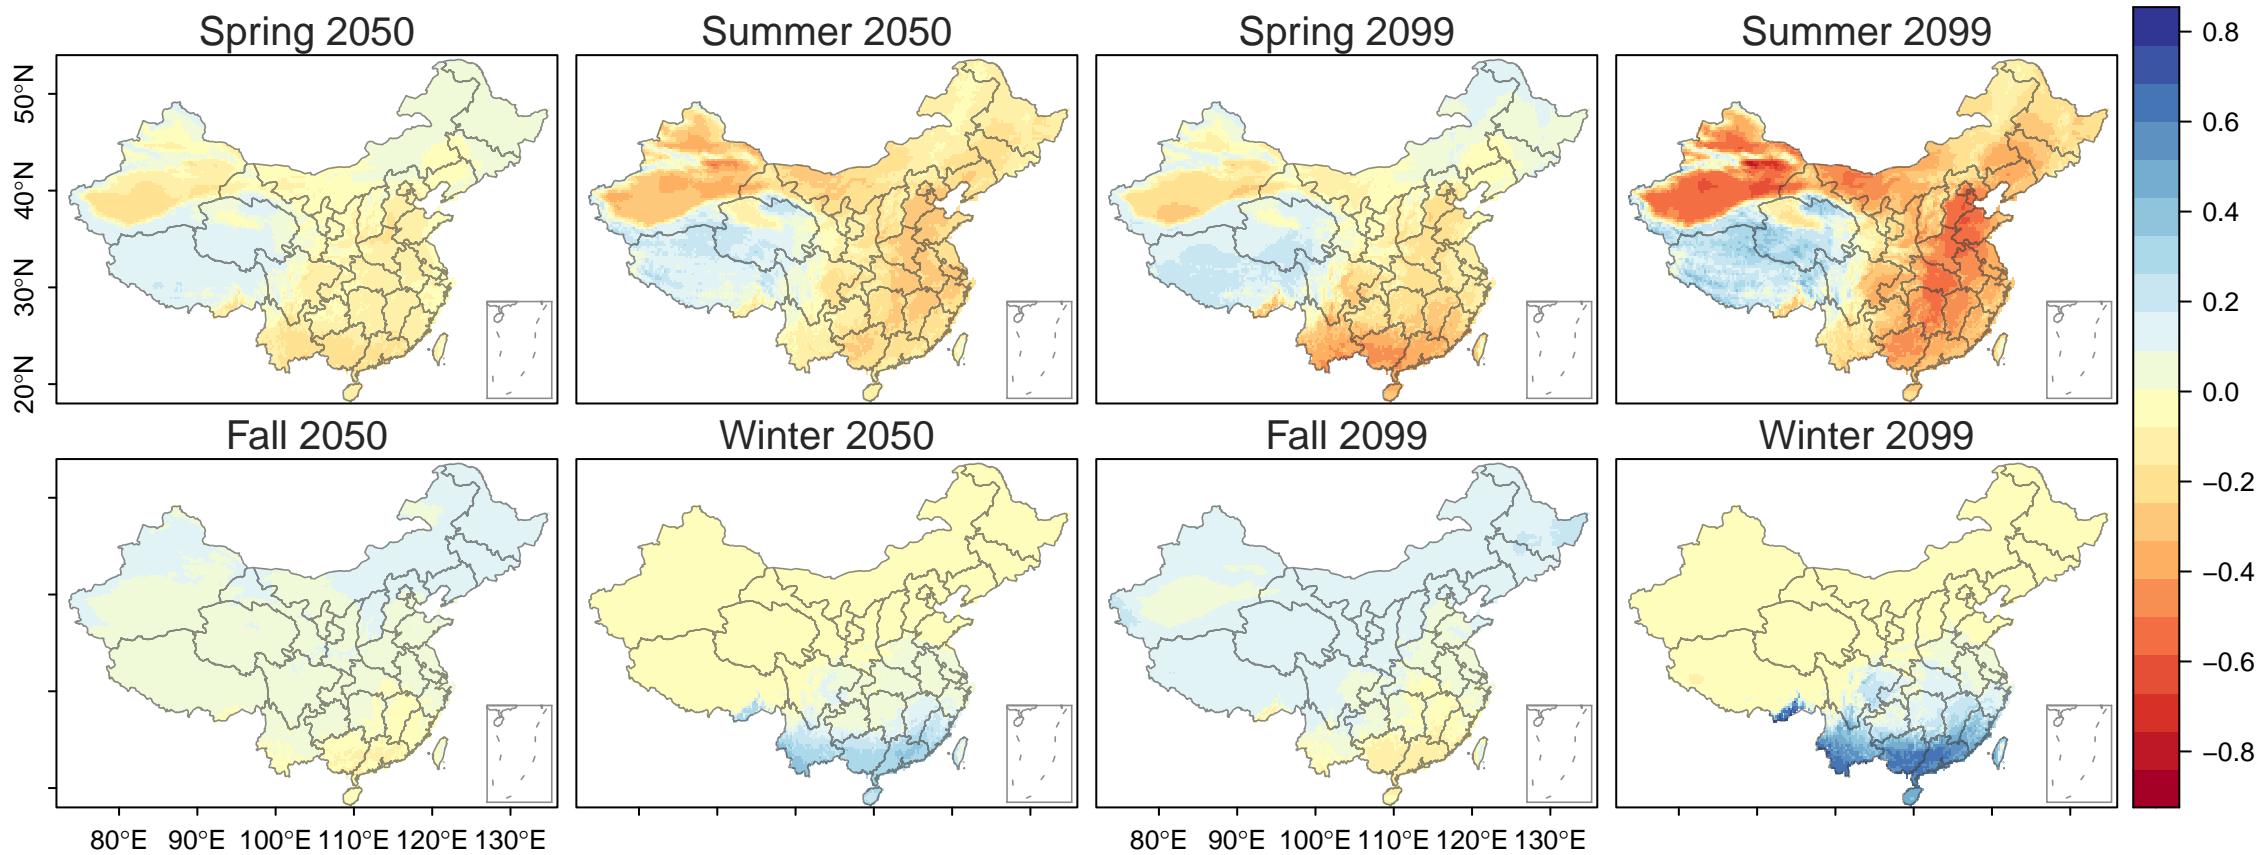 Spring 2050
Summer 2050
Spring 2099
Summer 2099
50°N
40°N
30°N
20°N
Fall 2050
Winter 2050
Fall 2099
Winter 2099
80°E 90°E 100°E 110°E 120°E 130°E
80°E 90°E 100°E 110°E 120°E 130°E
0.8
0.6
0.4
0.2
0.0
−0.2
−0.4
−0.6
−0.8